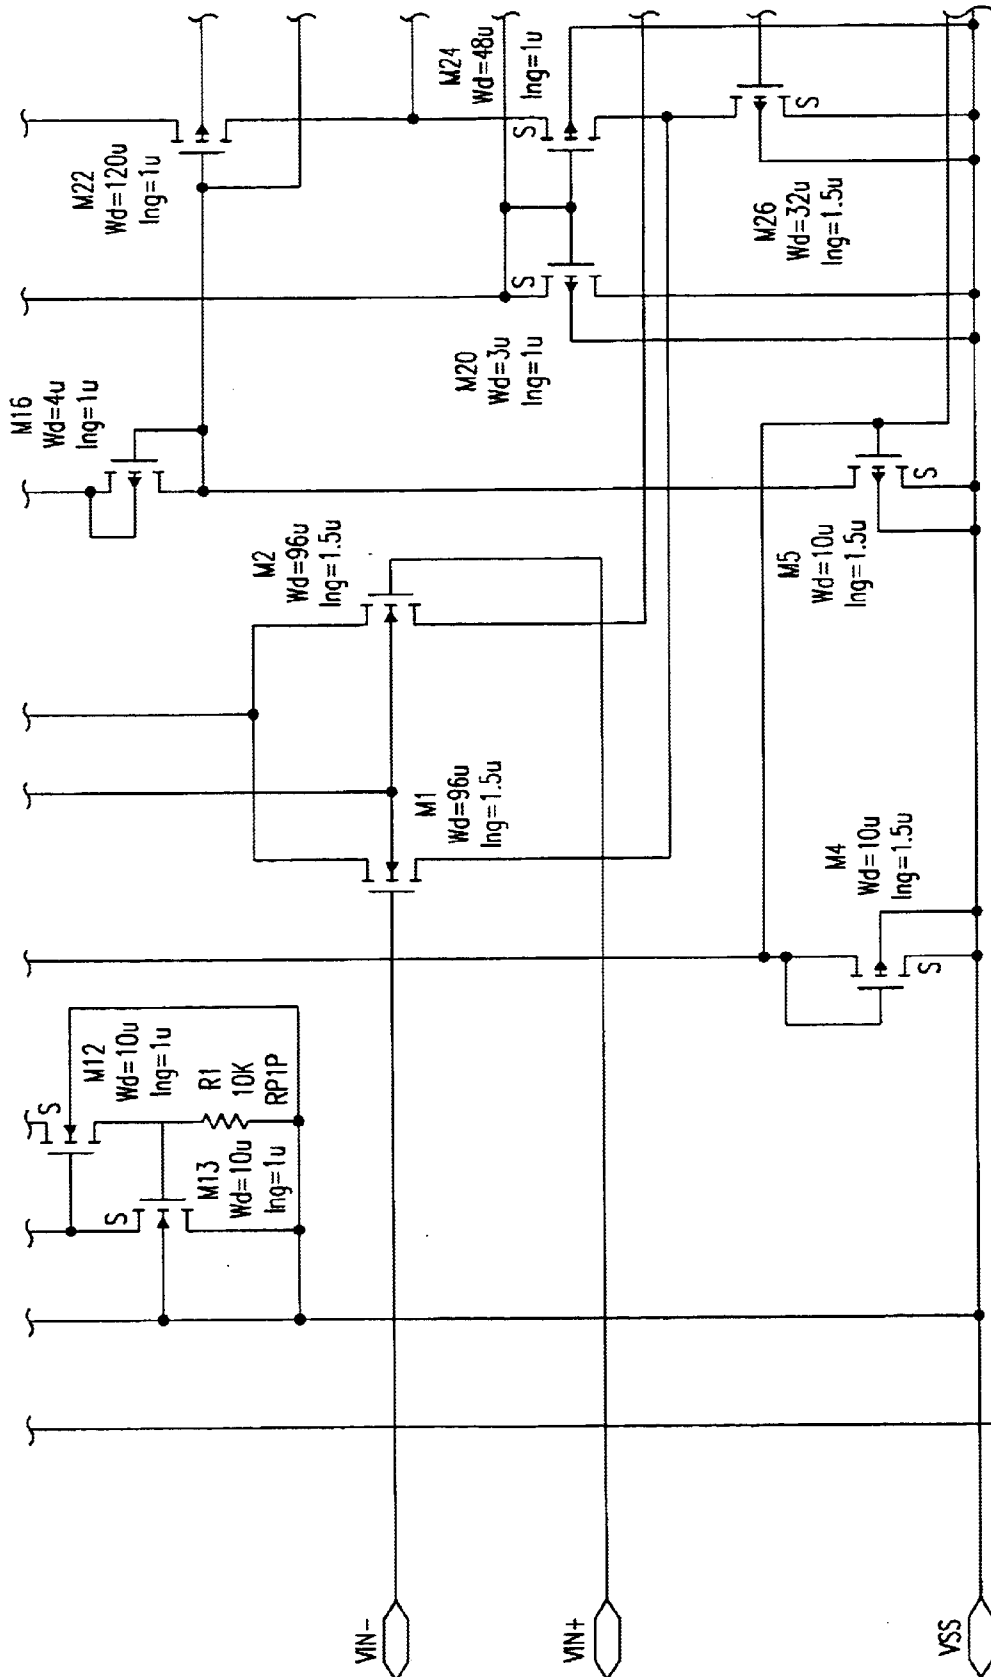 VIN-
VIN+
VSS
S
M12
Wd=10u
lng=1u
S
M13
Wd=10u
lng=1u
R1
10K
RP1P
M1
Wd=96u
lng=1.5u
M2
Wd=96u
lng=1.5u
M4
Wd=10u
lng=1.5u
S
M16
Wd=4u
lng=1u
M5
Wd=10u
lng=1.5u
S
M22
Wd=120u
lng=1u
M20
Wd=3u
lng=1u
S
M24
Wd=48u
lng=1u
S
M26
Wd=32u
lng=1.5u
S